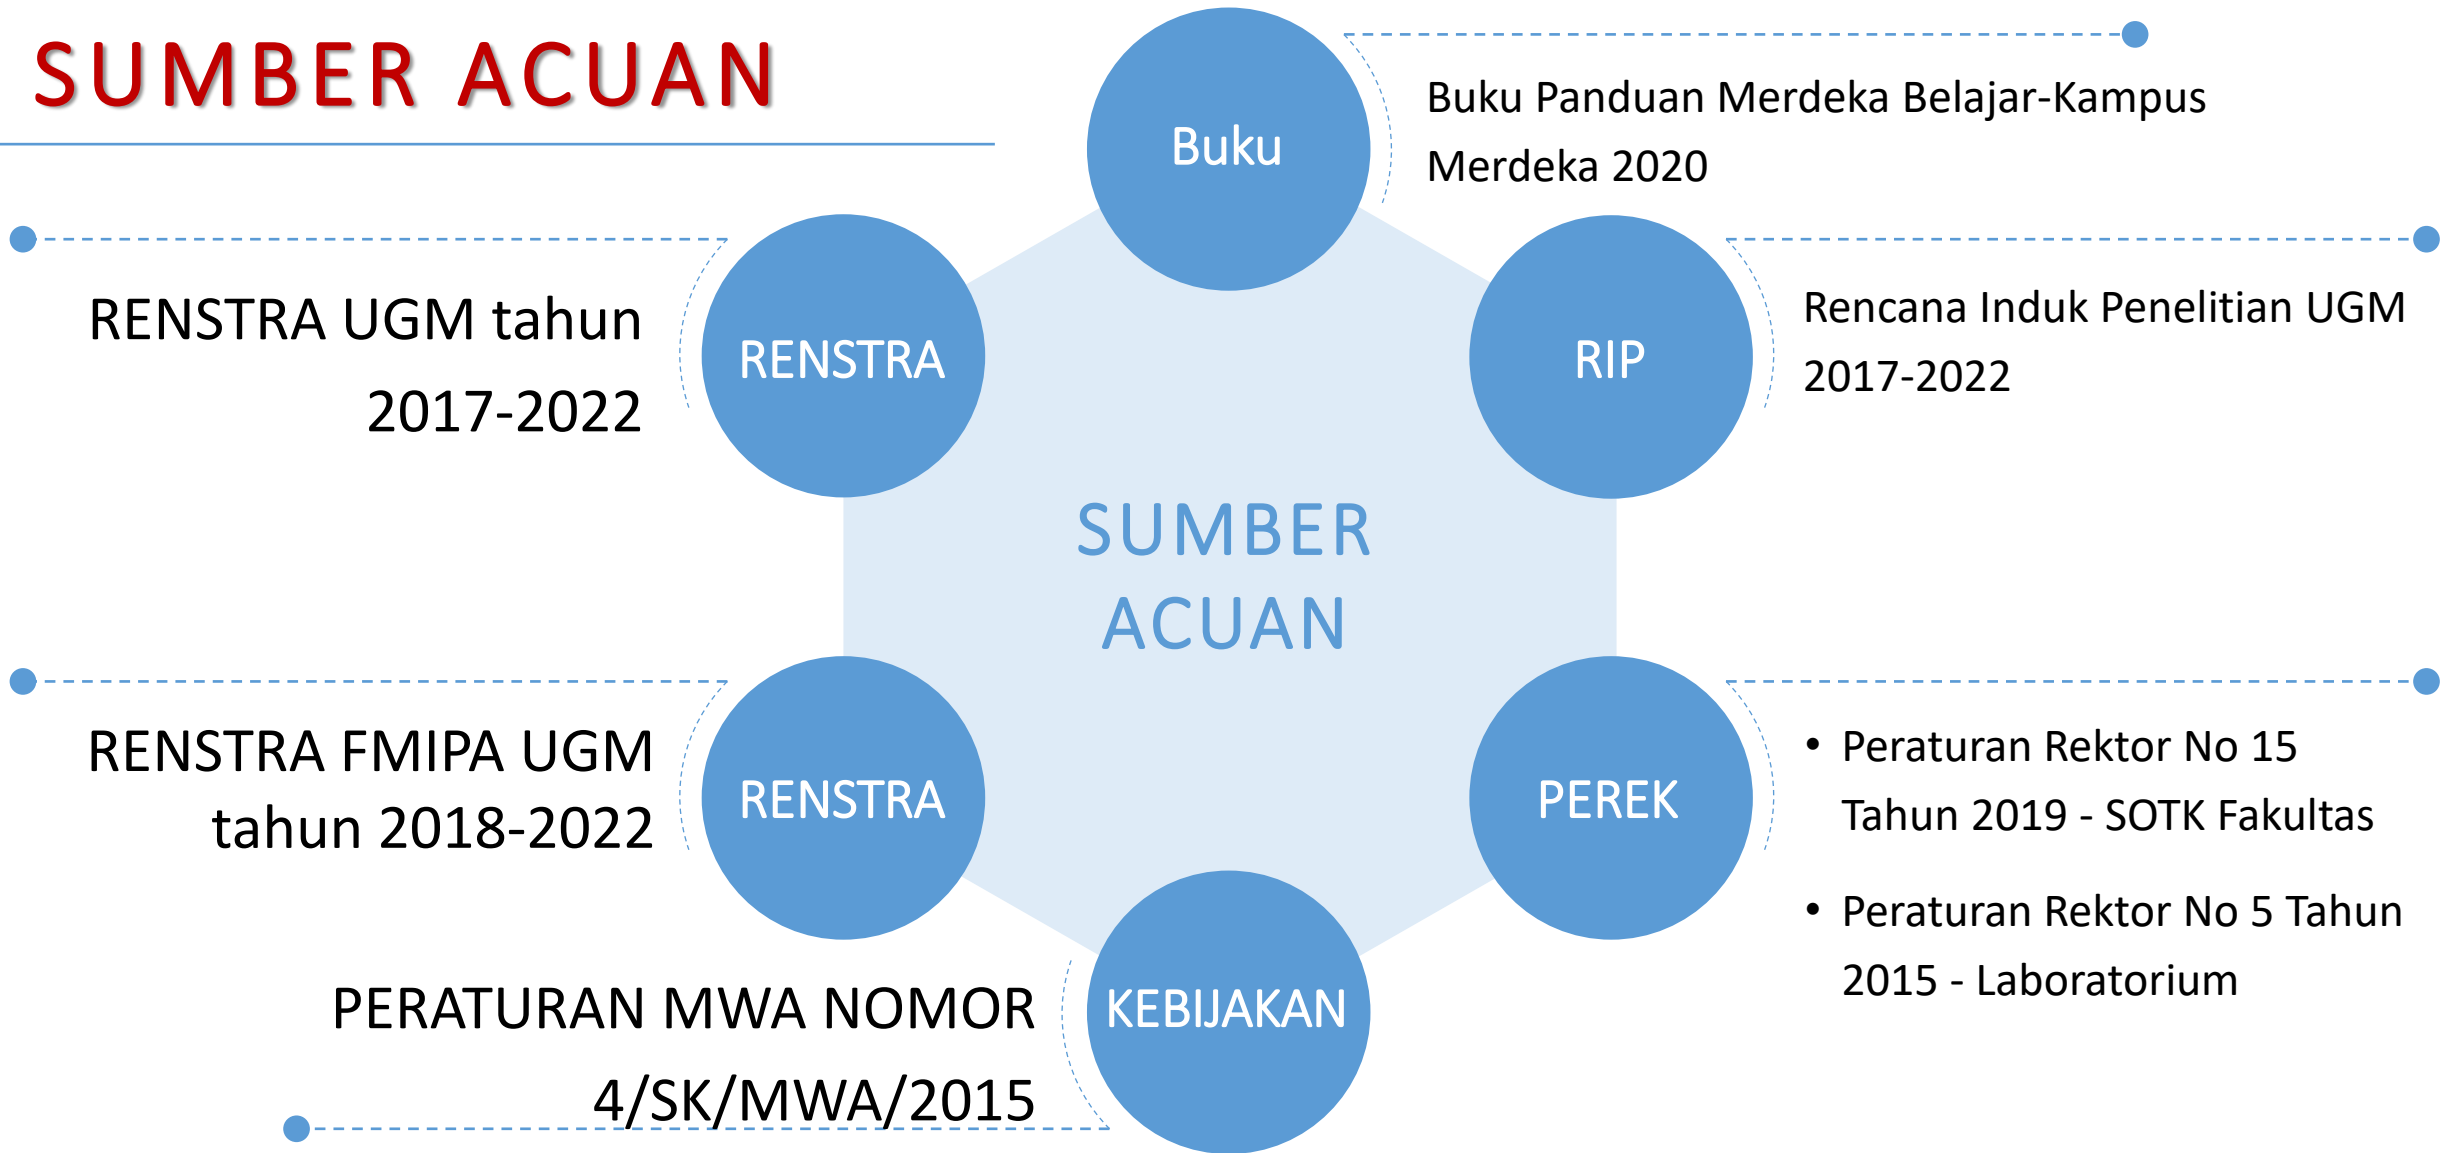 SUMBER ACUAN
Buku
Buku Panduan Merdeka Belajar-Kampus
Merdeka 2020
RENSTRA UGM tahun
2017-2022
RENSTRA
RIP
Rencana Induk Penelitian UGM
2017-2022
SUMBER
ACUAN
RENSTRA FMIPA UGM
tahun 2018-2022
RENSTRA
PEREK
• Peraturan Rektor No 15
Tahun 2019 - SOTK Fakultas
• Peraturan Rektor No 5 Tahun
2015 - Laboratorium
PERATURAN MWA NOMOR
4/SK/MWA/2015
KEBIJAKAN